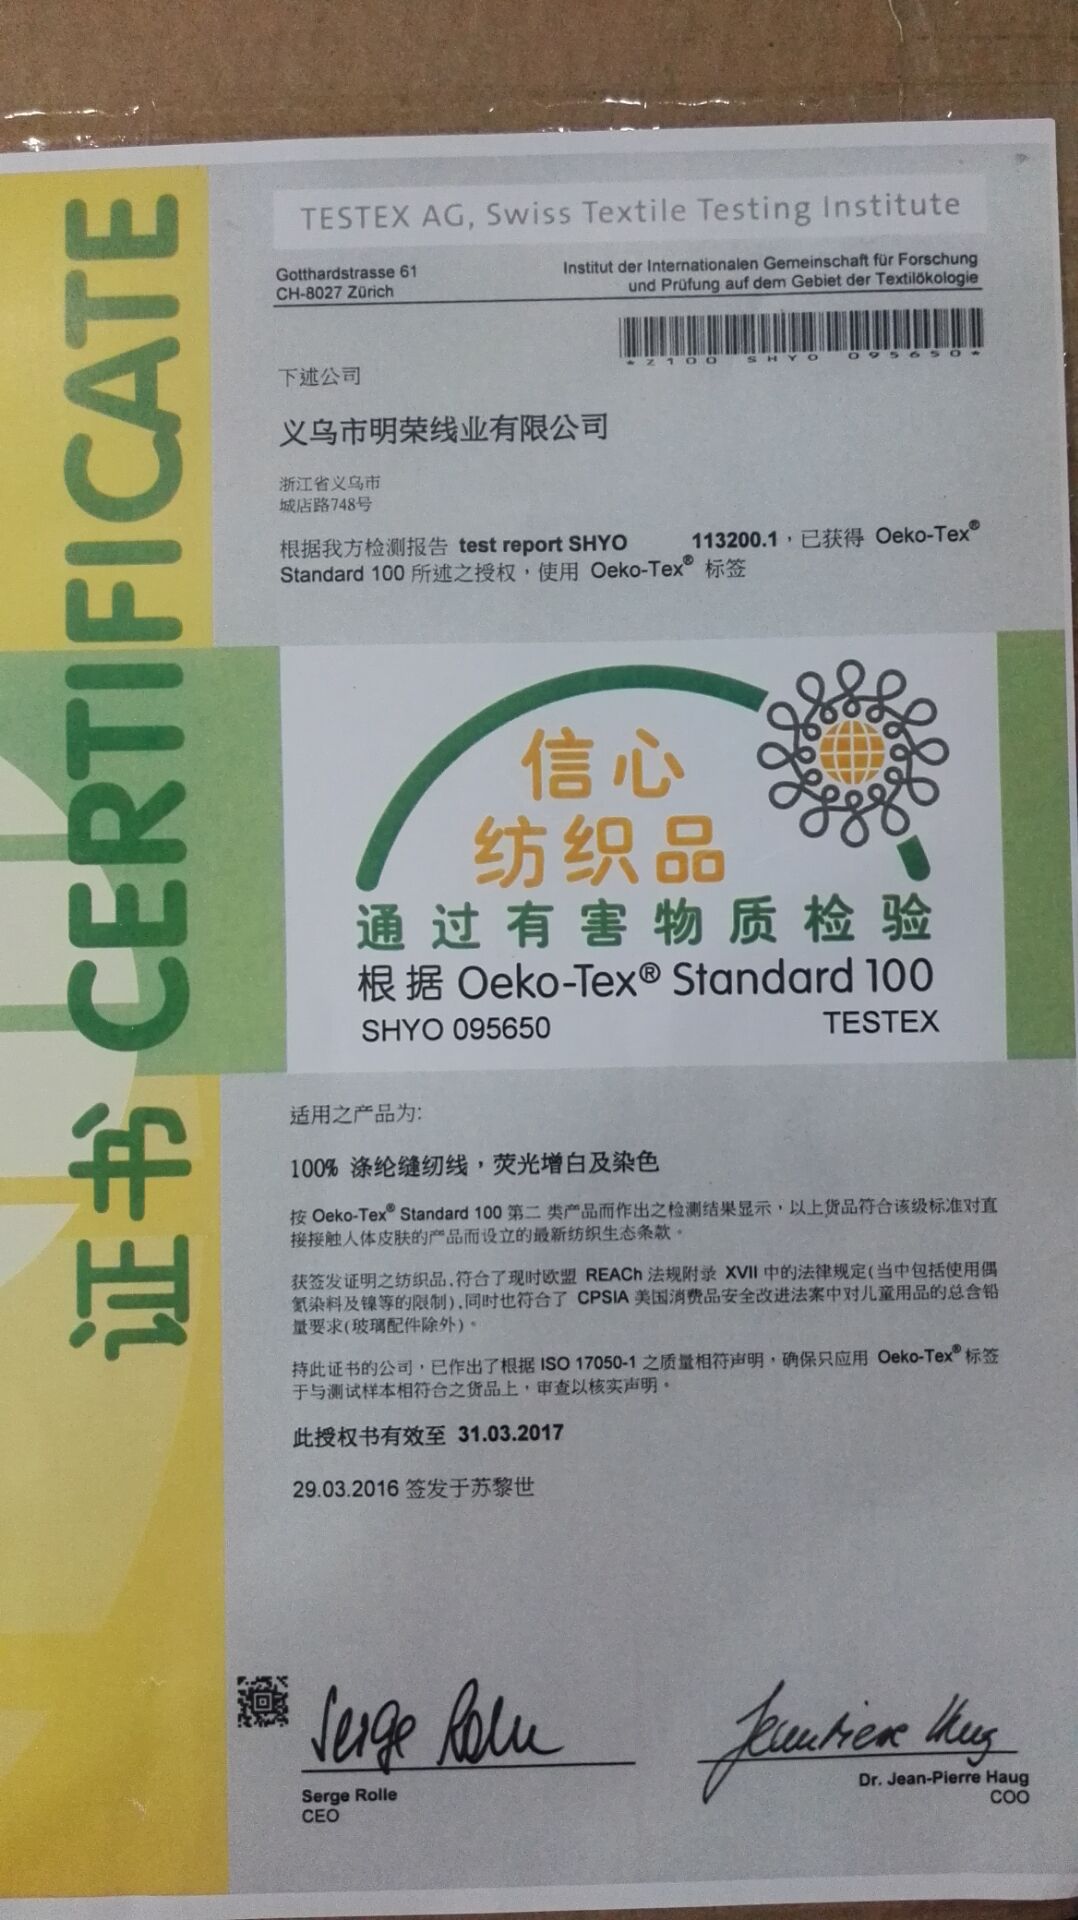 证书 CERTIFICATE
TESTEX AG, Swiss Textile Testing Institute
Gotthardstrasse 61
CH-8027 Zürich
Institut der Internationalen Gemeinschaft für Forschung
und Prüfung auf dem Gebiet der Textilökologie
*Z100 SHYO 095650*
下述公司
义乌市明荣线业有限公司
浙江省义乌市
城店路748号
根据我方检测报告 test report SHYO 113200.1，已获得 Oeko-Tex®
Standard 100 所述之授权，使用 Oeko-Tex® 标签
信心
纺织品
通过有害物质检验
根据 Oeko-Tex® Standard 100
SHYO 095650 TESTEX
适用之产品为:
100% 涤纶缝纫线，荧光增白及染色
按 Oeko-Tex® Standard 100 第二 类产品而作出之检测结果显示，以上货品符合该级标准对直
接接触人体皮肤的产品而设立的最新纺织生态条款。
获签发证明之纺织品,符合了现时欧盟 REACh 法规附录 XVII 中的法律规定(当中包括使用偶
氮染料及镍等的限制),同时也符合了 CPSIA 美国消费品安全改进法案中对儿童用品的总含铅
量要求(玻璃配件除外)。
持此证书的公司，已作出了根据 ISO 17050-1 之质量相符声明，确保只应用 Oeko-Tex® 标签
于与测试样本相符合之货品上，审查以核实声明。
此授权书有效至 31.03.2017
29.03.2016 签发于苏黎世
Serge Rolle
Serge Rolle
CEO
Jean-Pierre Haug
Dr. Jean-Pierre Haug
COO